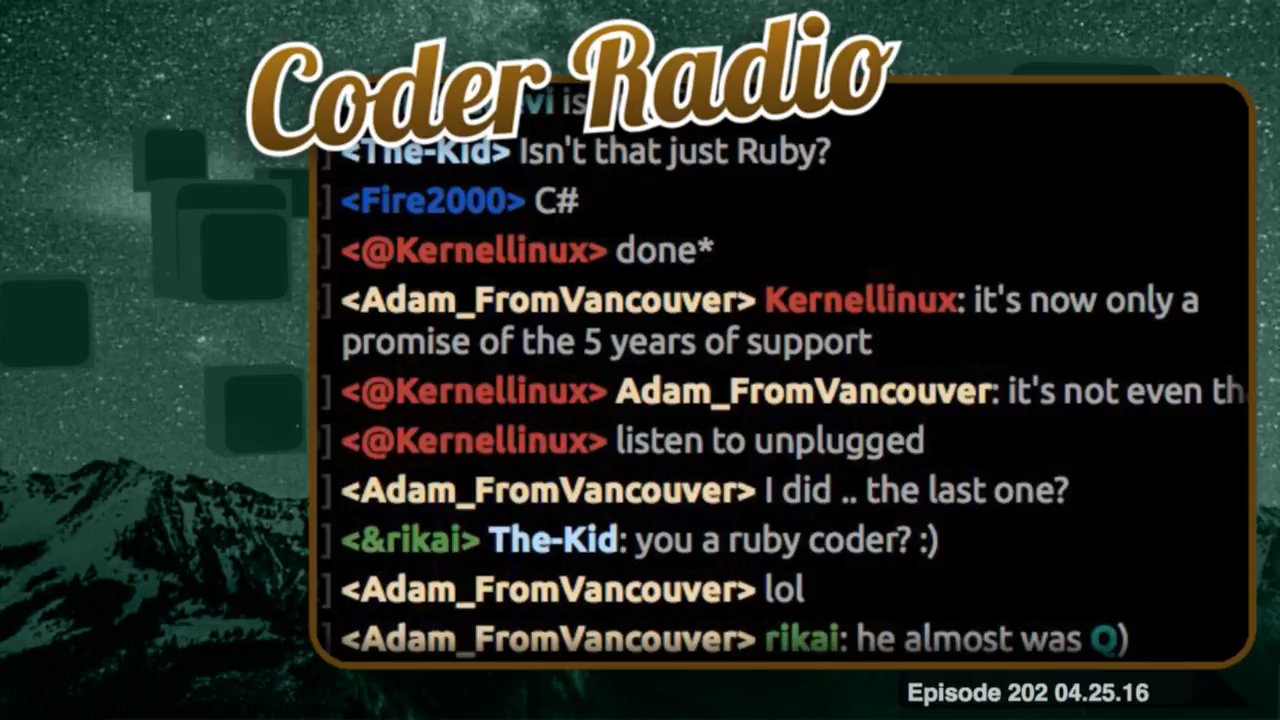 Coder Radio
vi is
<The-Kid> Isn't that just Ruby?
] <Fire2000> C#
] <@Kernellinux> done*
] <Adam_FromVancouver> Kernellinux: it's now only a
promise of the 5 years of support
] <@Kernellinux> Adam_FromVancouver: it's not even th
] <@Kernellinux> listen to unplugged
] <Adam_FromVancouver> I did .. the last one?
] <&rikai> The-Kid: you a ruby coder? :)
] <Adam_FromVancouver> lol
] <Adam_FromVancouver> rikai: he almost was Q)
Episode 202 04.25.16